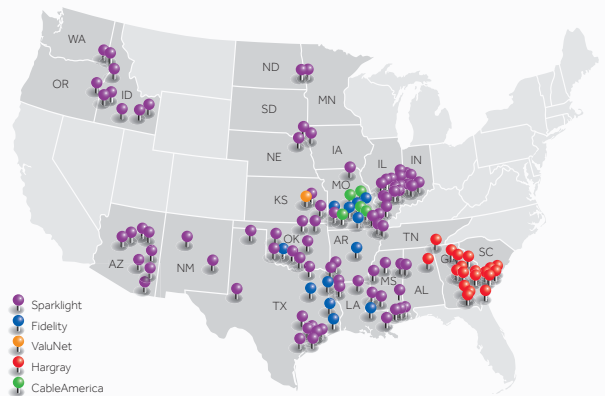 WA
OR
ID
ND
MN
SD
NE
IA
IL
IN
KS
MO
AZ
NM
OK
AR
TN
SC
TX
LA
MS
AL
Sparklight
Fidelity
ValuNet
Hargray
CableAmerica